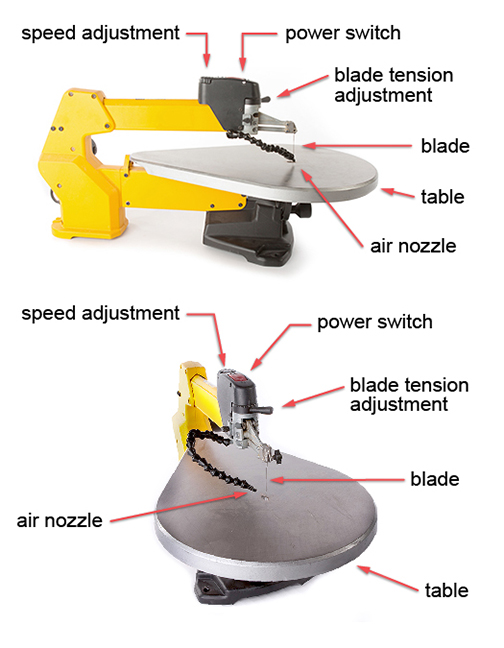 speed adjustment
power switch
blade tension
adjustment
blade
table
air nozzle
speed adjustment
power switch
blade tension
adjustment
blade
air nozzle
table